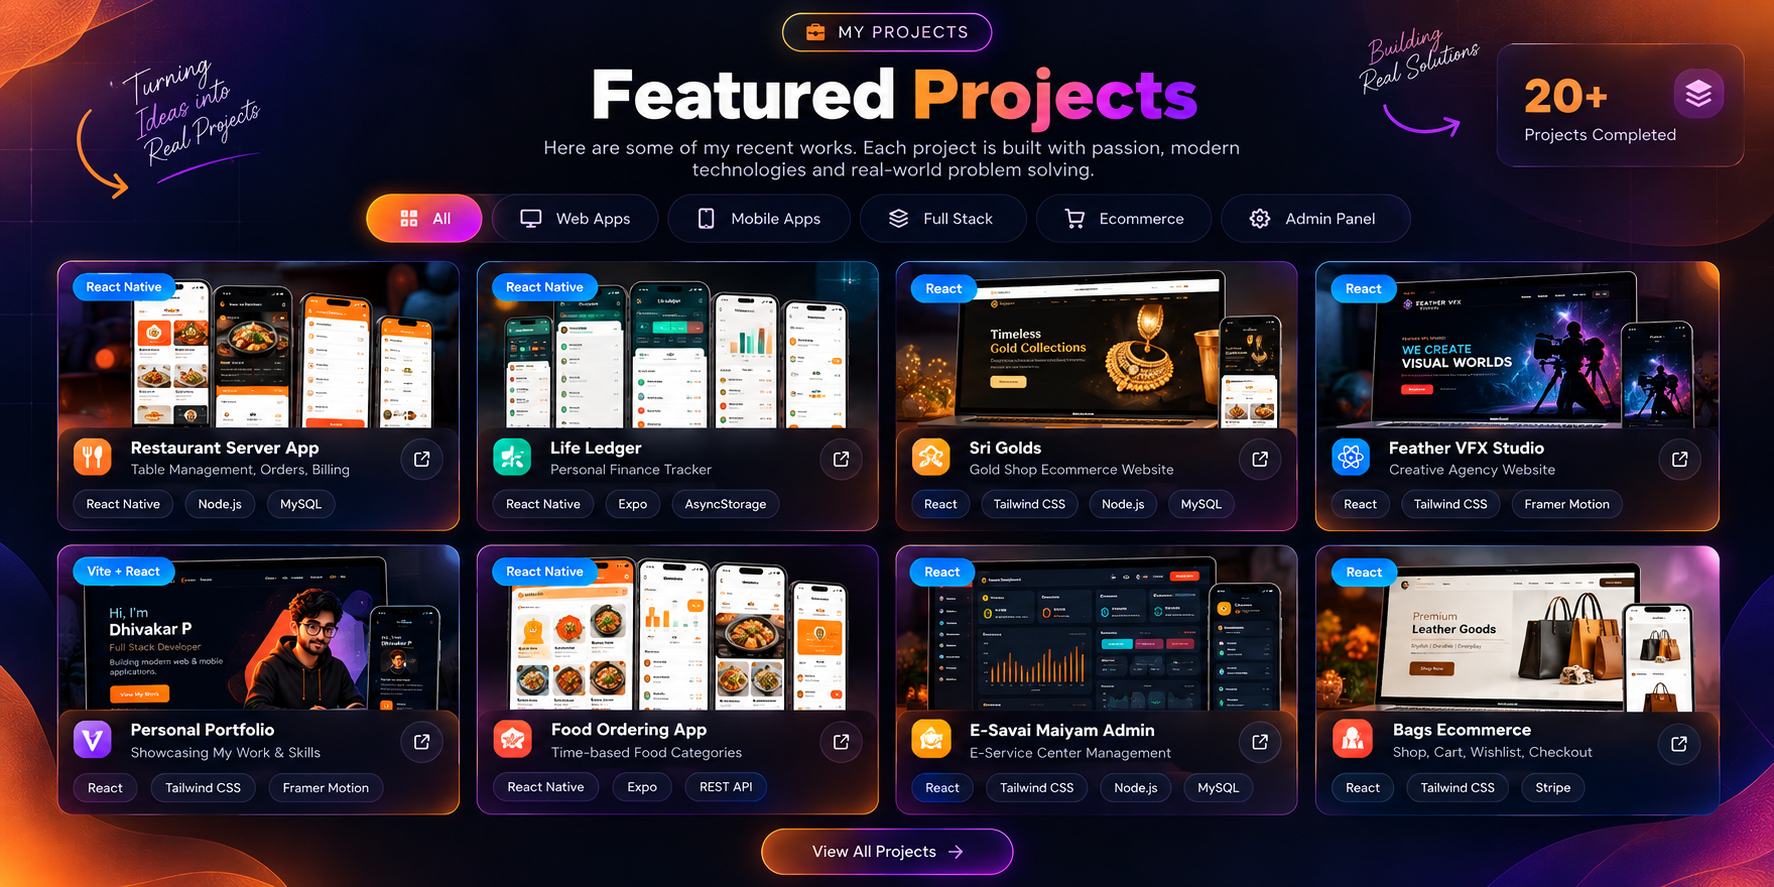 MY PROJECTS
Turning
Ideas into
Real Projects
Featured Projects
Building
Real Solutions
20+
Projects Completed
Here are some of my recent works. Each project is built with passion, modern
technologies and real-world problem solving.
All
Web Apps
Mobile Apps
Full Stack
Ecommerce
Admin Panel
React Native
Restaurant Server App
Table Management, Orders, Billing
React Native
Node.js
MySQL
React Native
Life Ledger
Personal Finance Tracker
React Native
Expo
AsyncStorage
React
Timeless
Gold Collections
Sri Golds
Gold Shop Ecommerce Website
React
Tailwind CSS
Node.js
MySQL
React
FEATHER VFX
WE CREATE
VISUAL WORLDS
Feather VFX Studio
Creative Agency Website
React
Tailwind CSS
Framer Motion
Vite + React
Hi, I'm
Dhivakar P
Full Stack Developer
Building modern web & mobile
applications.
View My Work
Dhivakar P
Personal Portfolio
Showcasing My Work & Skills
React
Tailwind CSS
Framer Motion
React Native
Food Ordering App
Time-based Food Categories
React Native
Expo
REST API
React
E-Savai Maiyam Admin
E-Service Center Management
React
Tailwind CSS
Node.js
MySQL
React
Premium
Leather Goods
Shop Now
Bags Ecommerce
Shop, Cart, Wishlist, Checkout
React
Tailwind CSS
Stripe
View All Projects